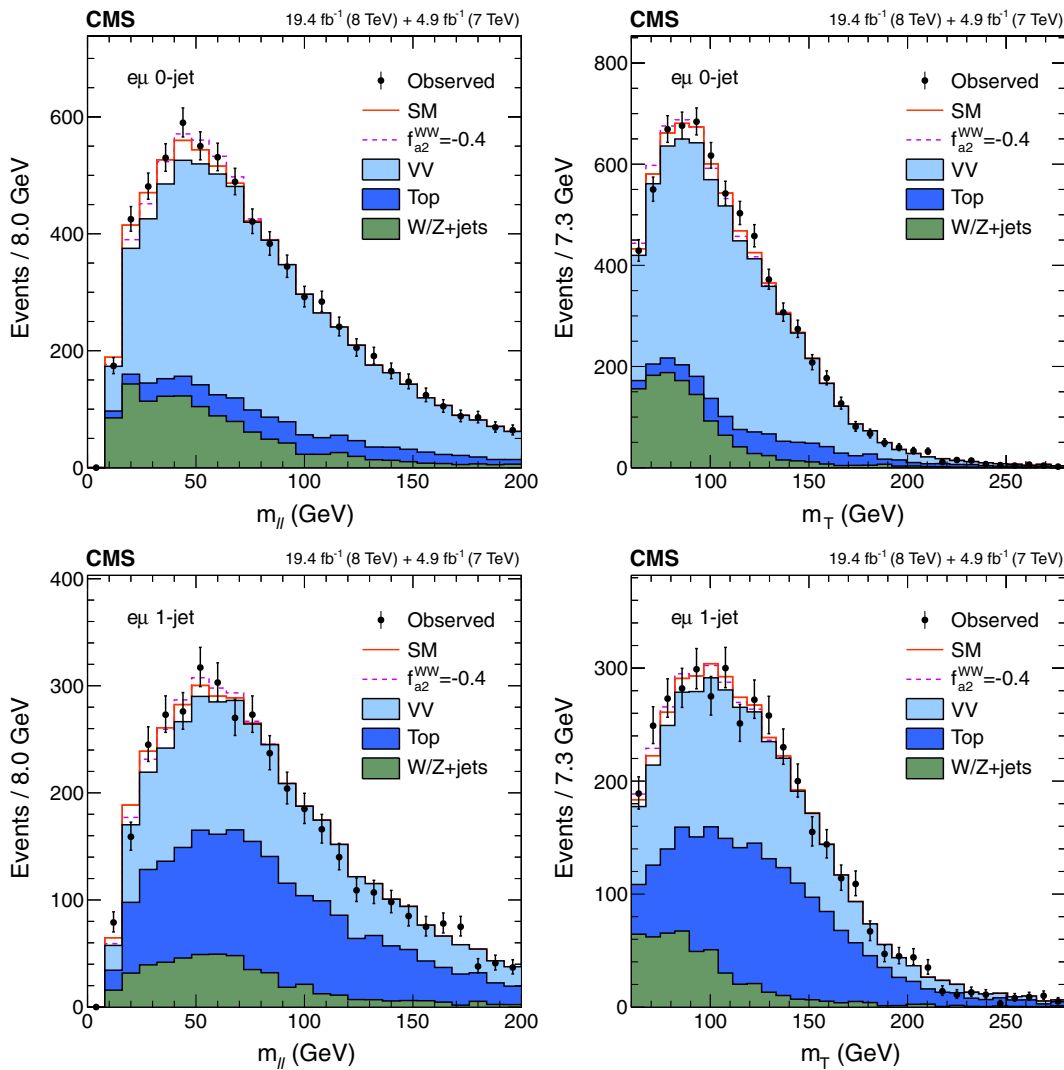 CMS 19.4 fb⁻¹ (8 TeV) + 4.9 fb⁻¹ (7 TeV)
eμ 0-jet
Observed
SM
f_a2^WW=-0.4
VV
Top
W/Z+jets
Events / 8.0 GeV
0
200
400
600
0 50 100 150 200
m_ll (GeV)
CMS 19.4 fb⁻¹ (8 TeV) + 4.9 fb⁻¹ (7 TeV)
eμ 0-jet
Observed
SM
f_a2^WW=-0.4
VV
Top
W/Z+jets
Events / 7.3 GeV
0
200
400
600
800
100 150 200 250
m_T (GeV)
CMS 19.4 fb⁻¹ (8 TeV) + 4.9 fb⁻¹ (7 TeV)
eμ 1-jet
Observed
SM
f_a2^WW=-0.4
VV
Top
W/Z+jets
Events / 8.0 GeV
0
100
200
300
400
0 50 100 150 200
m_ll (GeV)
CMS 19.4 fb⁻¹ (8 TeV) + 4.9 fb⁻¹ (7 TeV)
eμ 1-jet
Observed
SM
f_a2^WW=-0.4
VV
Top
W/Z+jets
Events / 7.3 GeV
0
100
200
300
100 150 200 250
m_T (GeV)